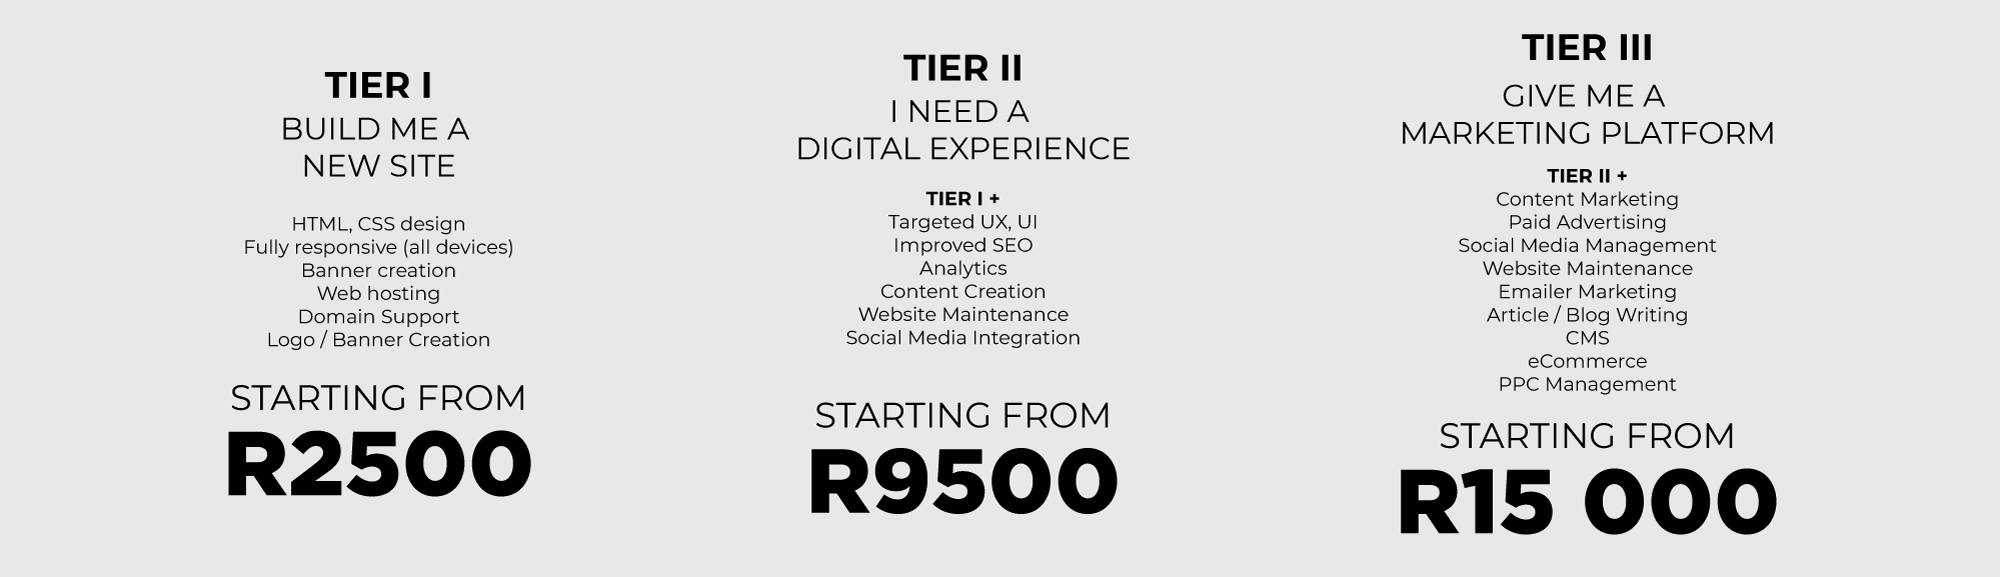 TIER I
BUILD ME A
NEW SITE
HTML, CSS design
Fully responsive (all devices)
Banner creation
Web hosting
Domain Support
Logo / Banner Creation
STARTING FROM
R2500
TIER II
I NEED A
DIGITAL EXPERIENCE
TIER I +
Targeted UX, UI
Improved SEO
Analytics
Content Creation
Website Maintenance
Social Media Integration
STARTING FROM
R9500
TIER III
GIVE ME A
MARKETING PLATFORM
TIER II +
Content Marketing
Paid Advertising
Social Media Management
Website Maintenance
Emailer Marketing
Article / Blog Writing
CMS
eCommerce
PPC Management
STARTING FROM
R15 000